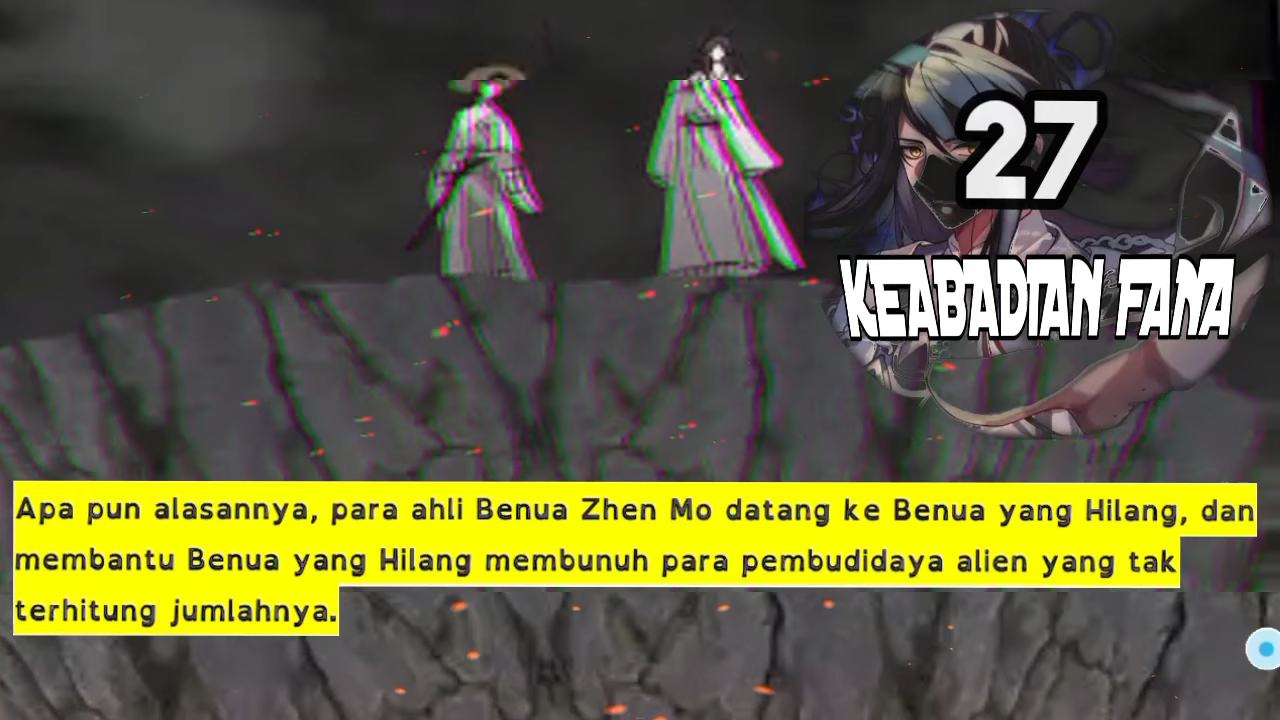 27
KEABADIAN FANA
Apa pun alasannya, para ahli Benua Zhen Mo datang ke Benua yang Hilang, dan
membantu Benua yang Hilang membunuh para pembudidaya alien yang tak
terhitung jumlahnya.